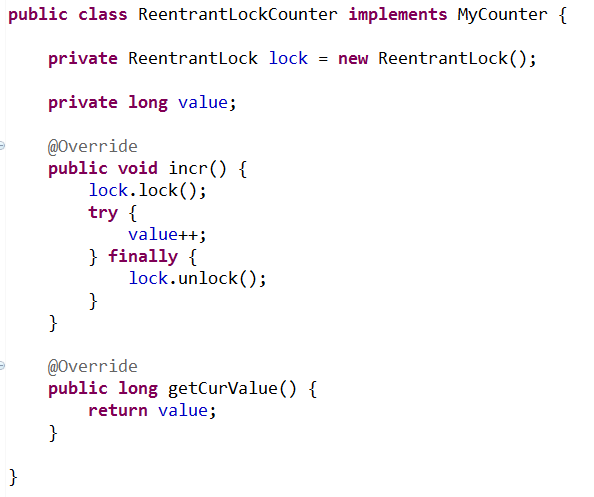 public class ReentrantLockCounter implements MyCounter {
private ReentrantLock lock = new ReentrantLock();
private long value;
@Override
public void incr() {
lock.lock();
try {
value++;
} finally {
lock.unlock();
}
}
@Override
public long getCurValue() {
return value;
}
}